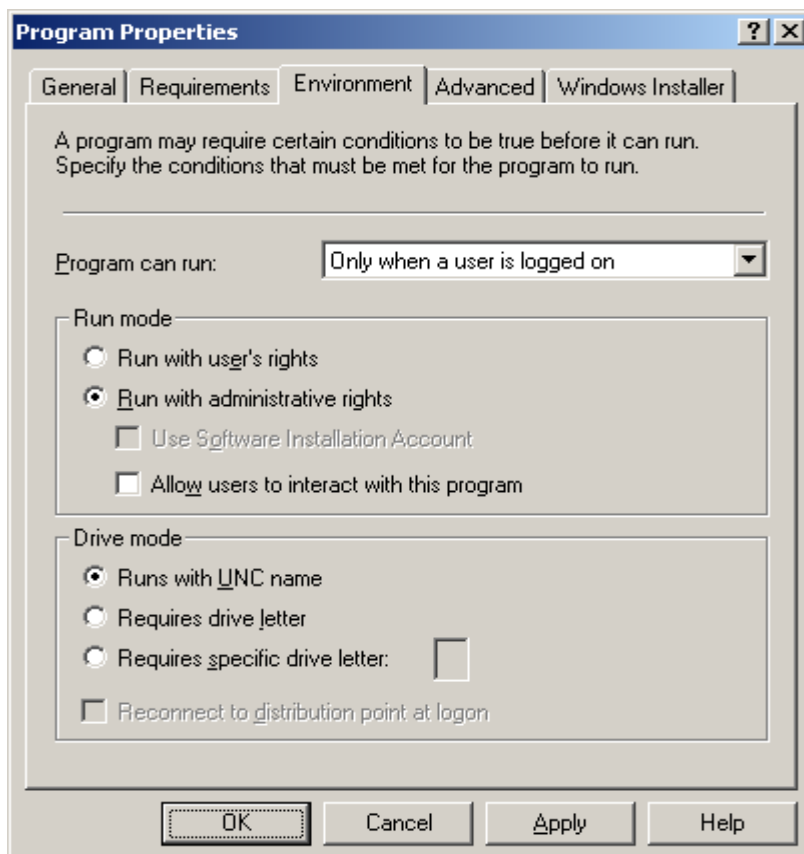 Program Properties
General Requirements Environment Advanced Windows Installer
A program may require certain conditions to be true before it can run.
Specify the conditions that must be met for the program to run.
Program can run: Only when a user is logged on
Run mode
Run with user's rights
Run with administrative rights
Use Software Installation Account
Allow users to interact with this program
Drive mode
Runs with UNC name
Requires drive letter
Requires specific drive letter:
Reconnect to distribution point at logon
OK Cancel Apply Help